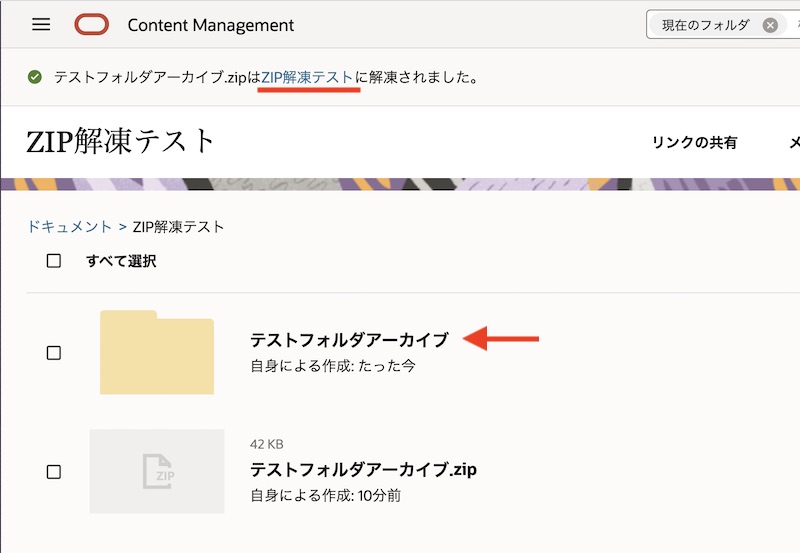 Content Management
現在のフォルダ
テストフォルダアーカイブ.zipはZIP解凍テストに解凍されました。
ZIP解凍テスト
リンクの共有
ドキュメント > ZIP解凍テスト
すべて選択
テストフォルダアーカイブ
自身による作成: たった今
ZIP
42 KB
テストフォルダアーカイブ.zip
自身による作成: 10分前